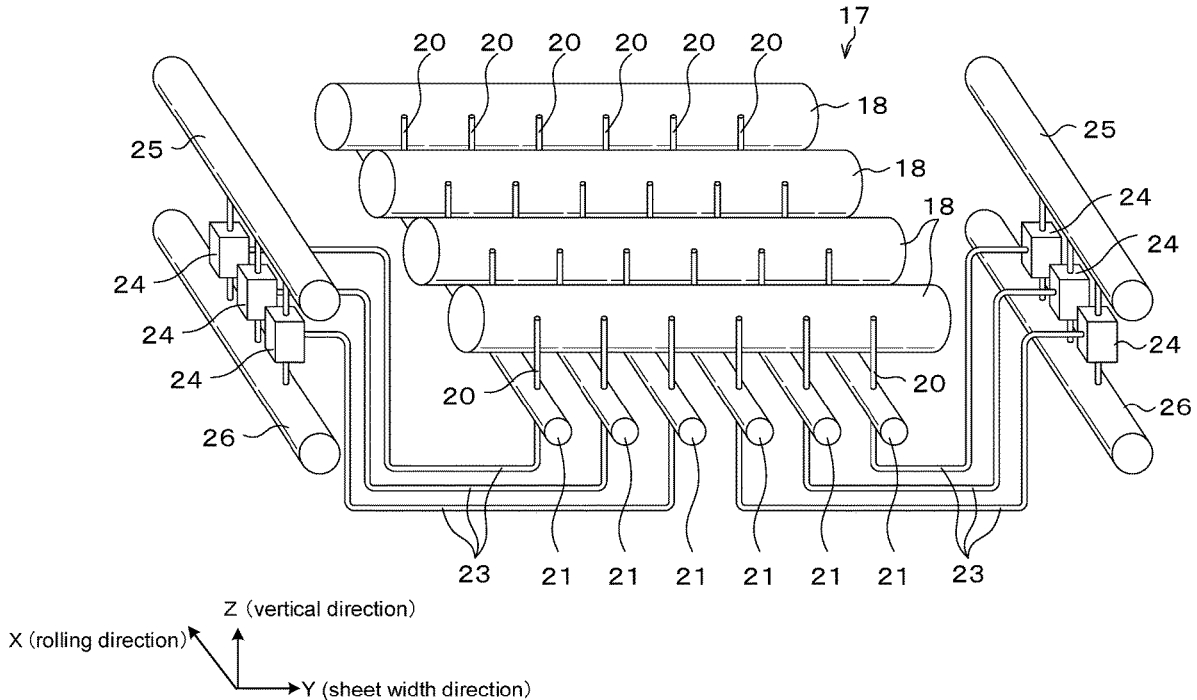 17
20 20 20 20 20 20
18
25 25
18
24
18
24
24
24
24 24
20 20
26 26
23 21 21 21 21 21 21 23
Z (vertical direction)
X (rolling direction)
Y (sheet width direction)